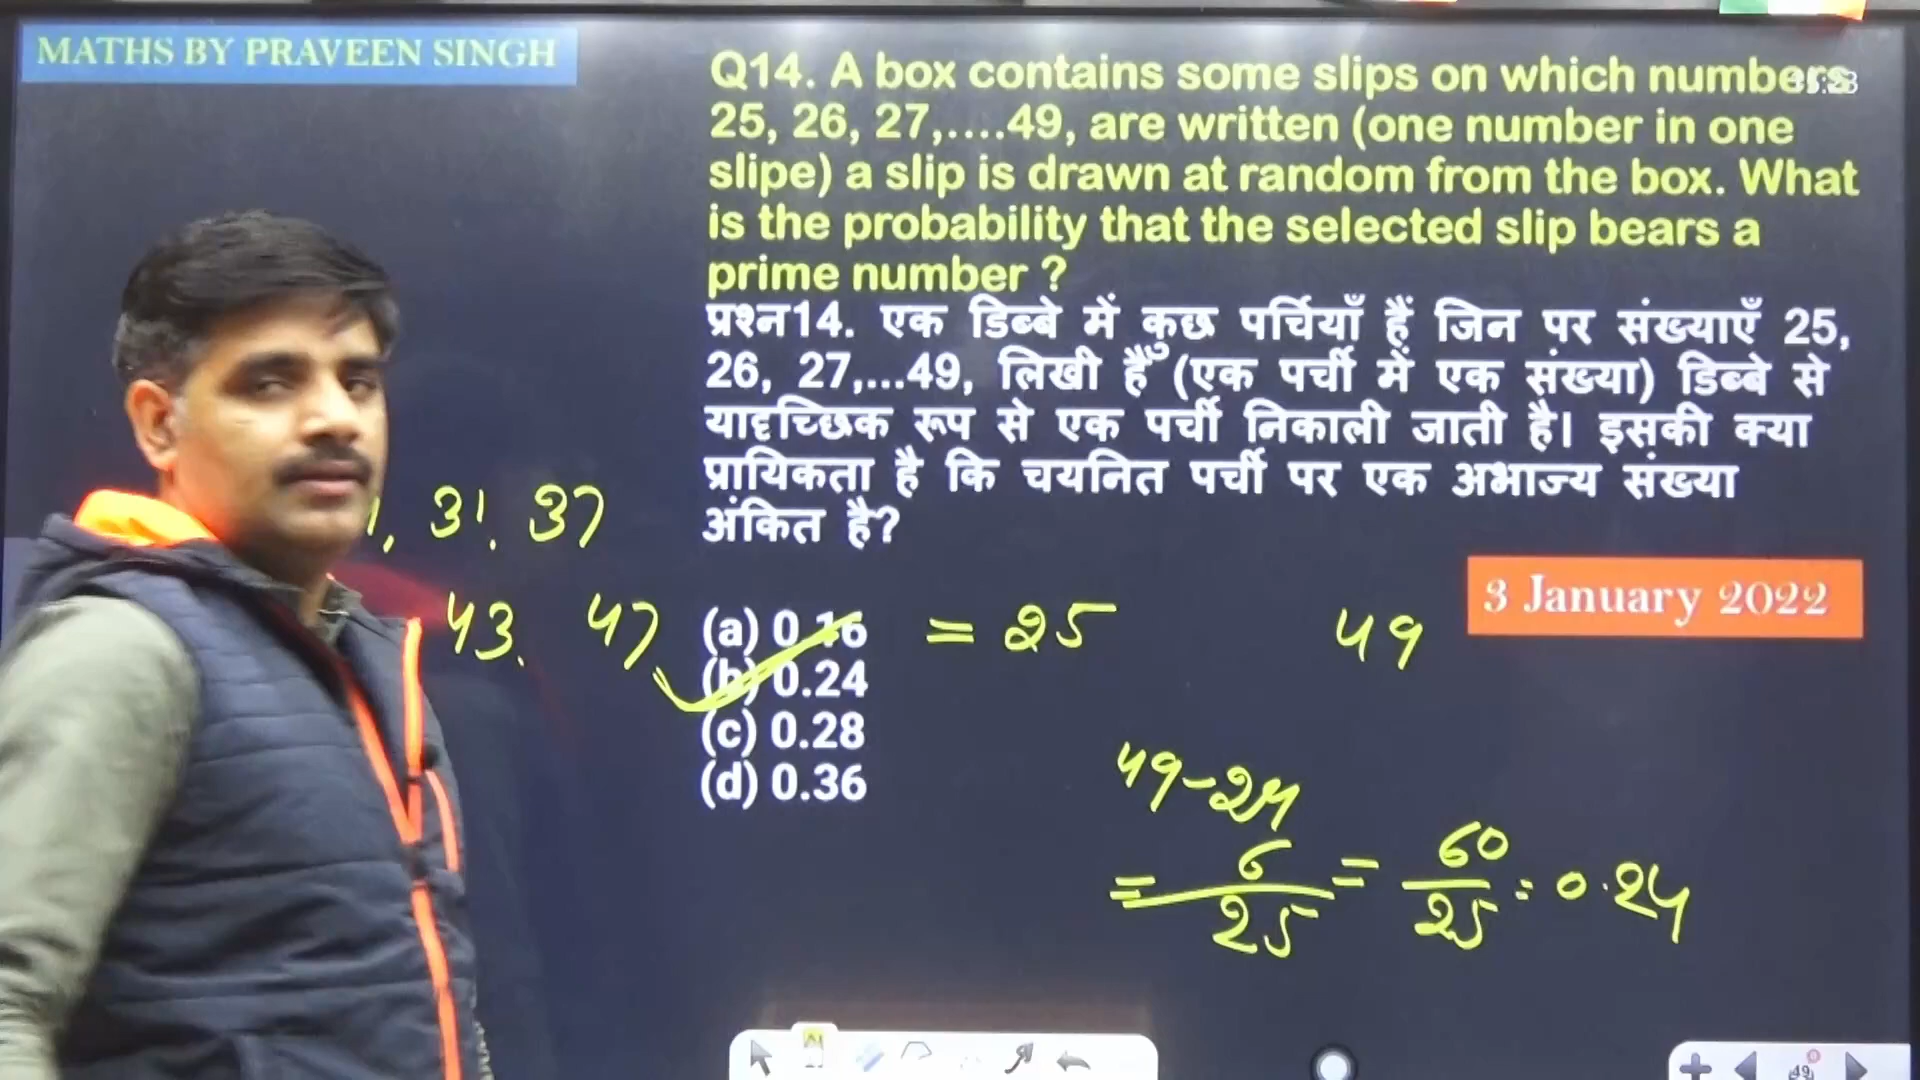 MATHS BY PRAVEEN SINGH
Q14. A box contains some slips on which numbers
25, 26, 27,....49, are written (one number in one
slipe) a slip is drawn at random from the box. What
is the probability that the selected slip bears a
prime number ?
प्रश्न14. एक डिब्बे में कुछ पर्चियाँ हैं जिन पर संख्याएँ 25,
26, 27,...49, लिखी हैं (एक पर्ची में एक संख्या) डिब्बे से
यादृच्छिक रूप से एक पर्ची निकाली जाती है। इसकी क्या
प्रायिकता है कि चयनित पर्ची पर एक अभाज्य संख्या
अंकित है?
, 31. 37
43. 47
3 January 2022
(a) 0.16
= 25
49
(b) 0.24
(c) 0.28
(d) 0.36
49-24
= 6/25 = 60/25 : 0.24
49